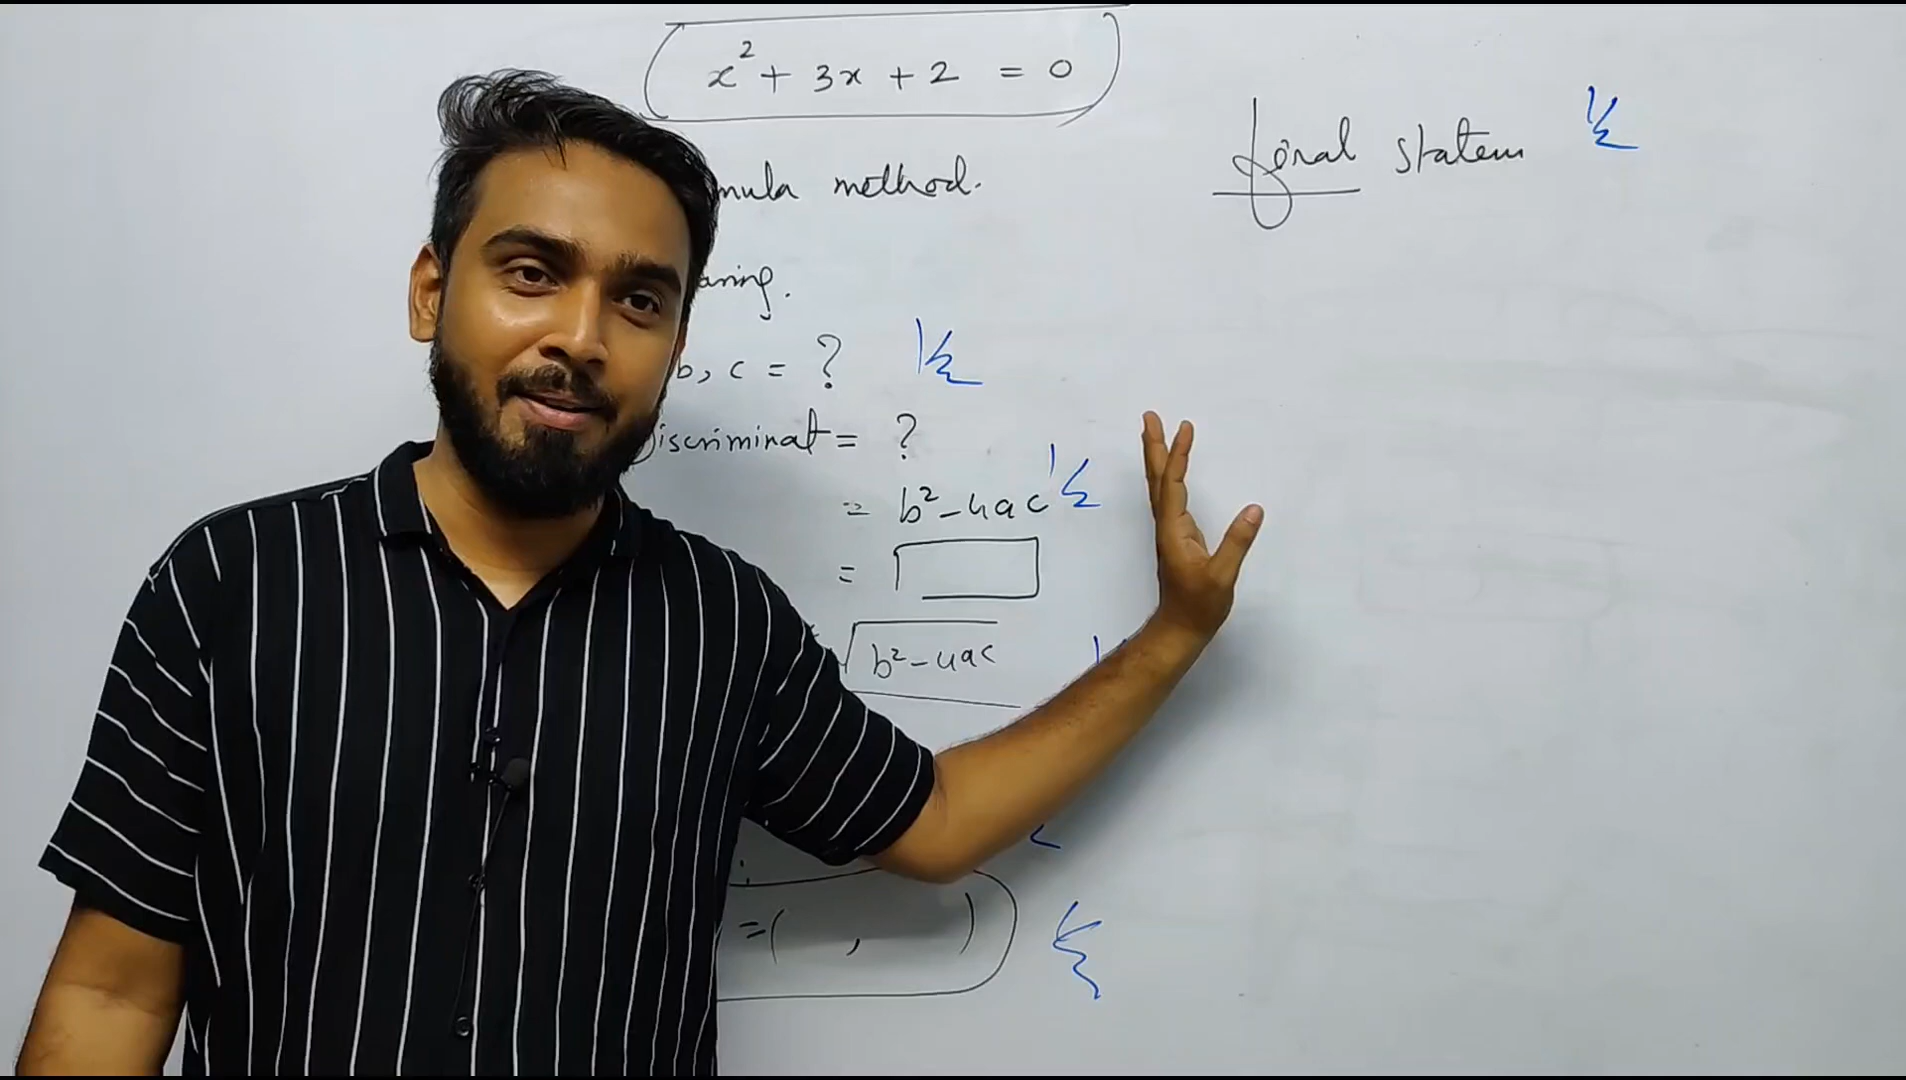 x² + 3x + 2 = 0
mula method.
aring.
b, c = ? ½
Discriminat = ?
= b² - 4ac ½
=
√b² - 4ac
= ( , )
final statem ½